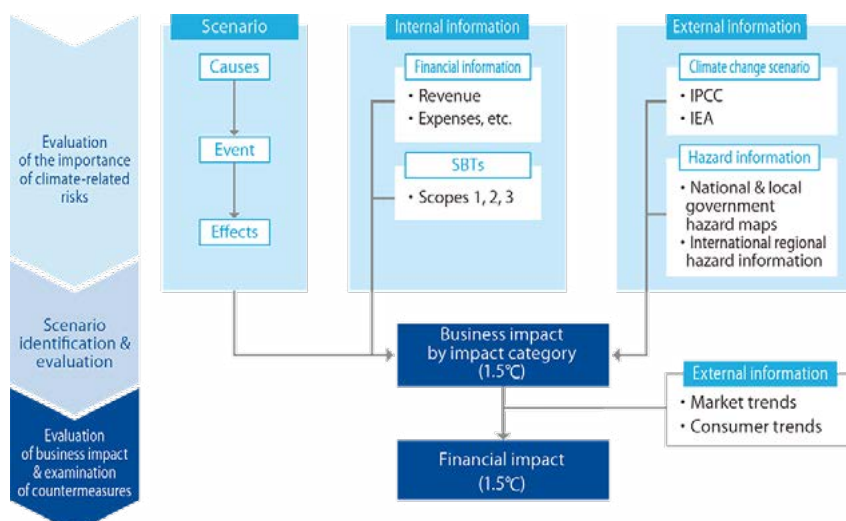 Evaluation
of the importance
of climate-related
risks
Scenario
identification &
evaluation
Evaluation
of business impact
& examination
of countermeasures
Scenario
Causes
Event
Effects
Internal information
Financial information
・Revenue
・Expenses, etc.
SBTs
・Scopes 1, 2, 3
External information
Climate change scenario
・IPCC
・IEA
Hazard information
・National & local
government
hazard maps
・International regional
hazard information
Business impact
by impact category
(1.5℃)
External information
・Market trends
・Consumer trends
Financial impact
(1.5℃)